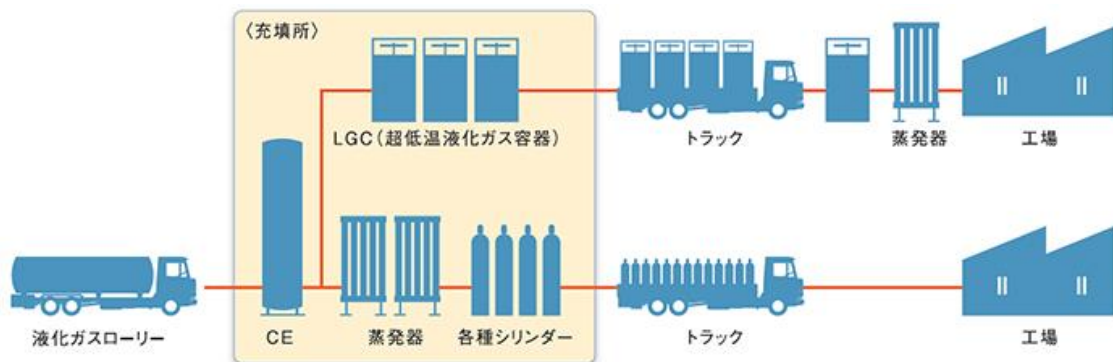 〈充填所〉
LGC（超低温液化ガス容器）
トラック
蒸発器
工場
液化ガスローリー
CE
蒸発器
各種シリンダー
トラック
工場